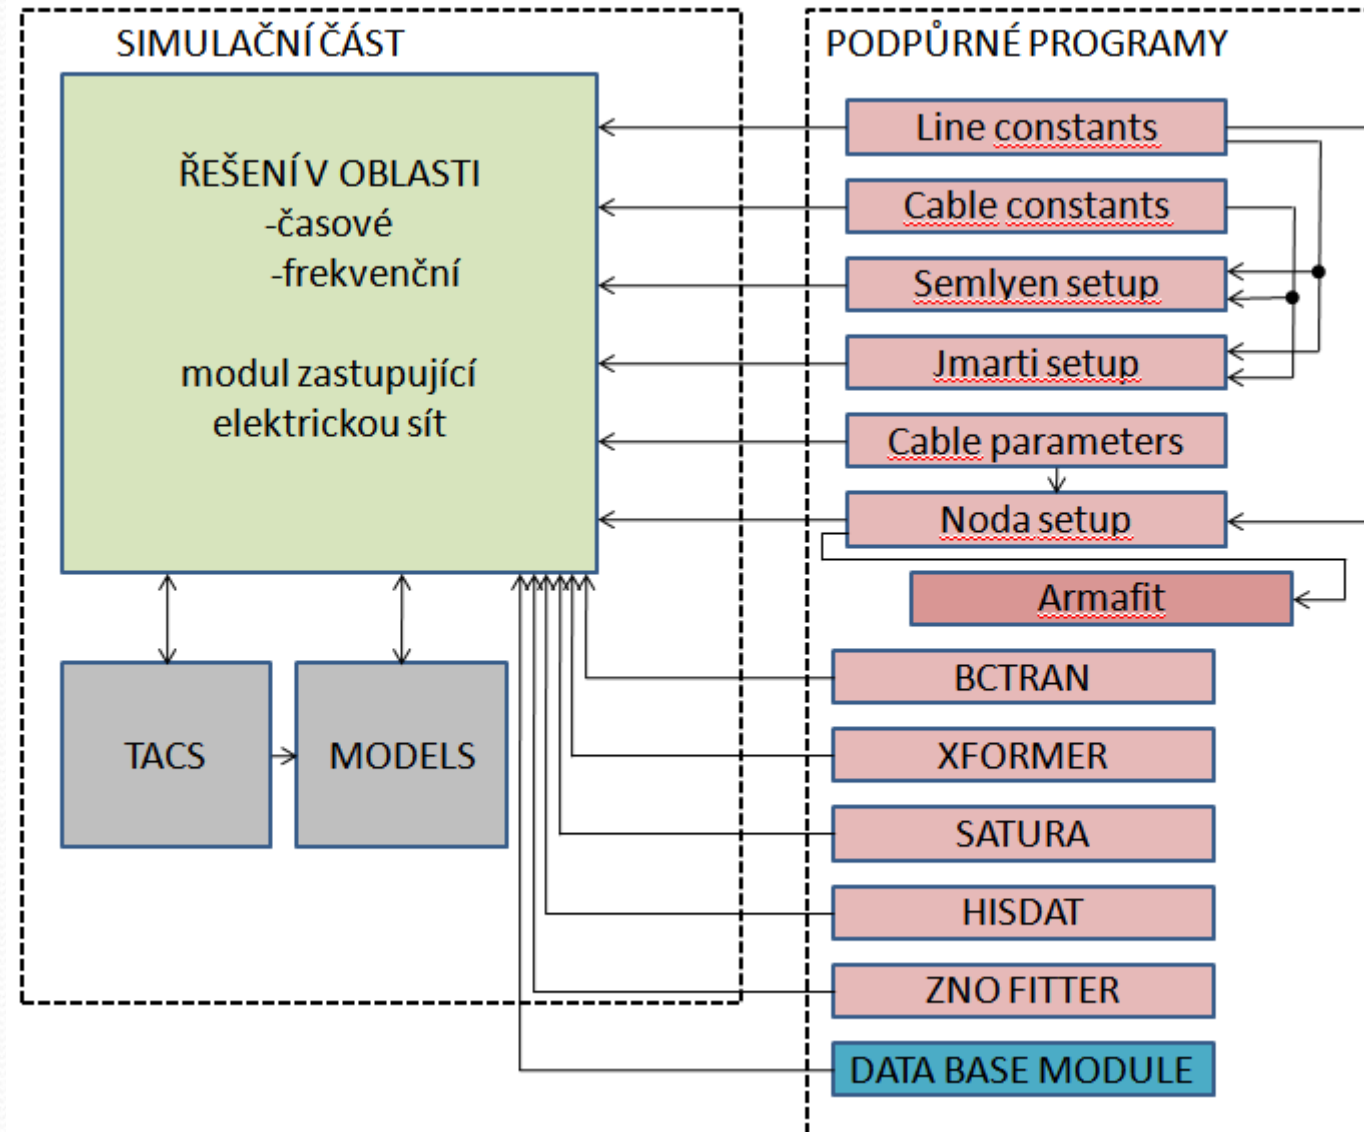 SIMULAČNÍ ČÁST
ŘEŠENÍ V OBLASTI
-časové
-frekvenční
modul zastupující
elektrickou sít
TACS
MODELS
PODPŮRNÉ PROGRAMY
Line constants
Cable constants
Semlyen setup
Jmarti setup
Cable parameters
Noda setup
Armafit
BCTRAN
XFORMER
SATURA
HISDAT
ZNO FITTER
DATA BASE MODULE